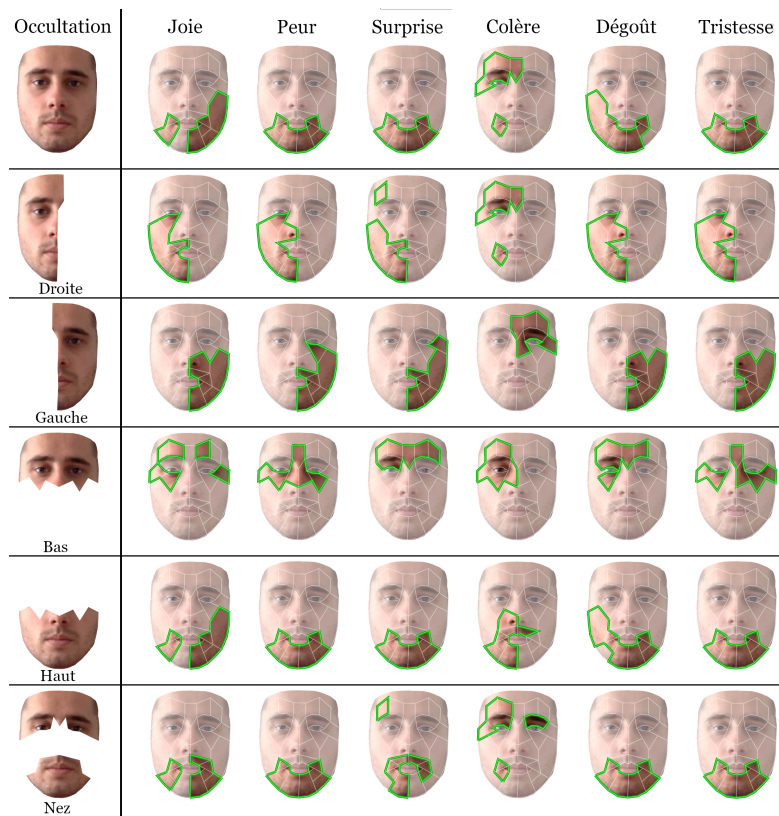 Occultation Joie Peur Surprise Colère Dégoût Tristesse
Droite
Gauche
Bas
Haut
Nez